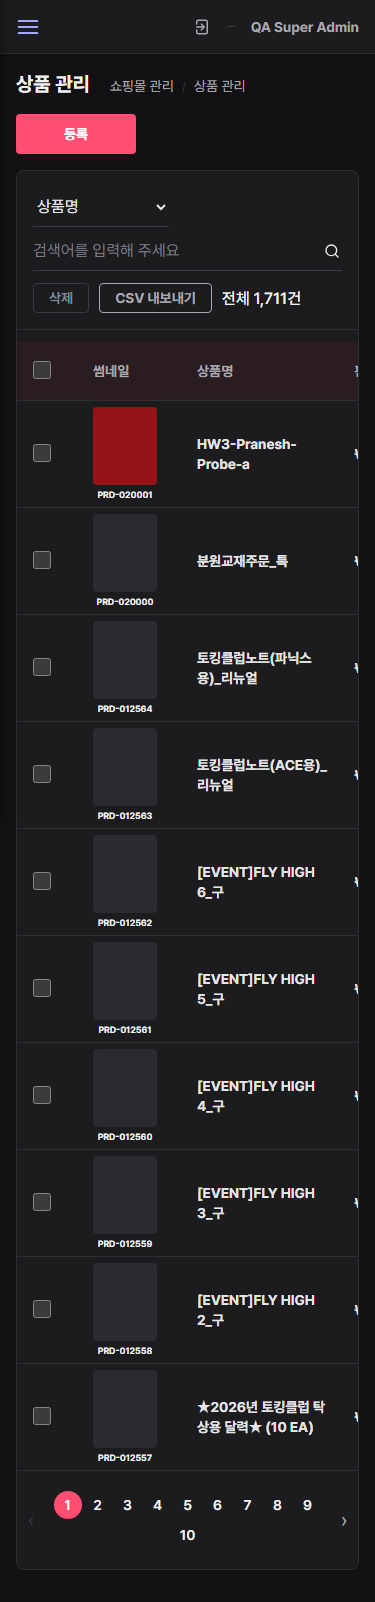 QA Super Admin
상품 관리 쇼핑몰 관리 / 상품 관리
등록
상품명
검색어를 입력해 주세요
삭제 CSV 내보내기 전체 1,711건
썸네일 상품명
HW3-Pranesh-
Probe-a
PRD-020001
분원교재주문_특
PRD-020000
토킹클럽노트(파닉스
용)_리뉴얼
PRD-012564
토킹클럽노트(ACE용)_
리뉴얼
PRD-012563
[EVENT]FLY HIGH
6_구
PRD-012562
[EVENT]FLY HIGH
5_구
PRD-012561
[EVENT]FLY HIGH
4_구
PRD-012560
[EVENT]FLY HIGH
3_구
PRD-012559
[EVENT]FLY HIGH
2_구
PRD-012558
★2026년 토킹클럽 탁
상용 달력★ (10 EA)
PRD-012557
‹ 1 2 3 4 5 6 7 8 9 ›
10